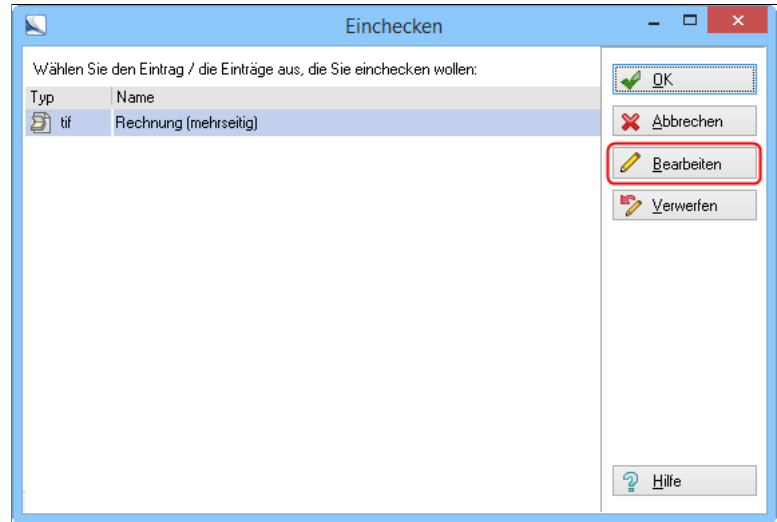 Einchecken
Wählen Sie den Eintrag / die Einträge aus, die Sie einchecken wollen:
Typ Name
tif Rechnung (mehrseitig)
OK
Abbrechen
Bearbeiten
Verwerfen
Hilfe